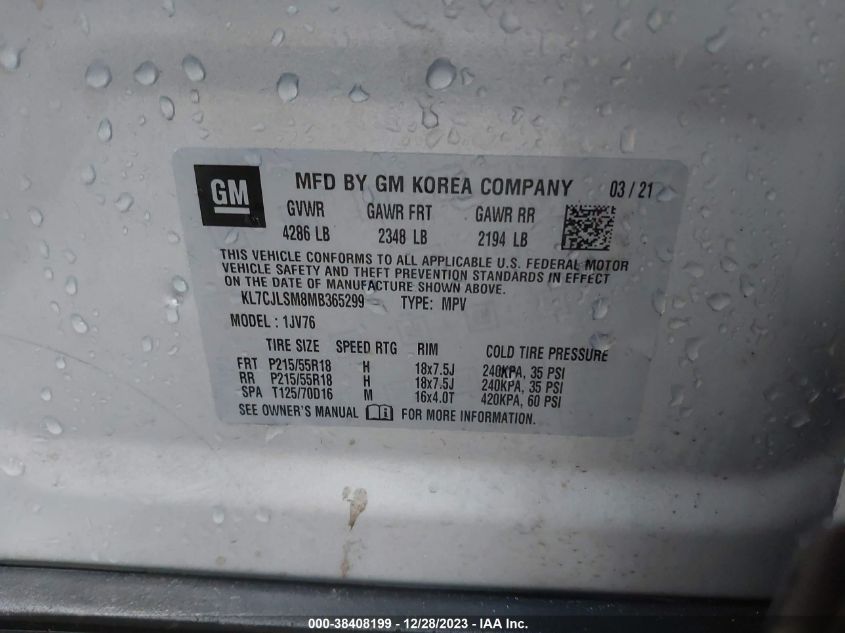 GM MFD BY GM KOREA COMPANY 03/21
GVWR GAWR FRT GAWR RR
4286 LB 2348 LB 2194 LB
THIS VEHICLE CONFORMS TO ALL APPLICABLE U.S. FEDERAL MOTOR
VEHICLE SAFETY AND THEFT PREVENTION STANDARDS IN EFFECT
ON THE DATE OF MANUFACTURE SHOWN ABOVE.
KL7CJLSM8MB365299 TYPE: MPV
MODEL: 1JV76
TIRE SIZE SPEED RTG RIM COLD TIRE PRESSURE
FRT P215/55R18 H 18x7.5J 240KPA, 35 PSI
RR P215/55R18 H 18x7.5J 240KPA, 35 PSI
SPA T125/70D16 M 16x4.0T 420KPA, 60 PSI
SEE OWNER'S MANUAL FOR MORE INFORMATION.
000-38408199 - 12/28/2023 - IAA Inc.